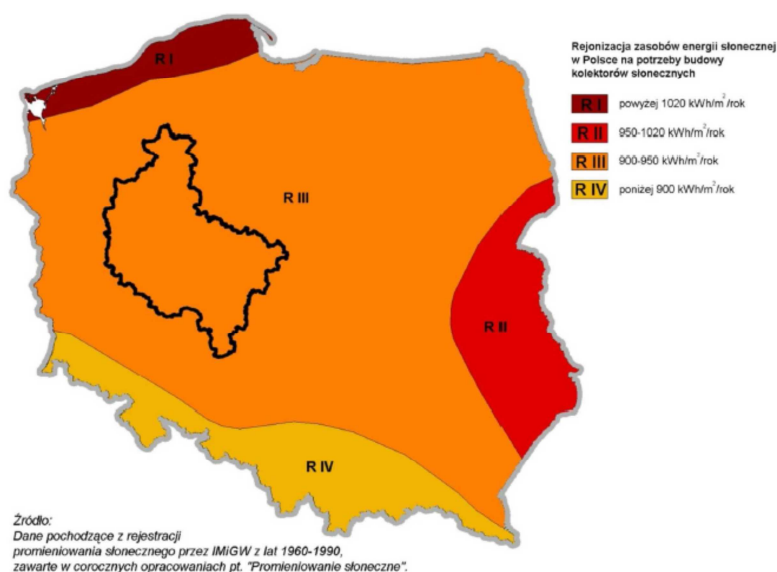 Rejonizacja zasobów energii słonecznej
w Polsce na potrzeby budowy
kolektorów słonecznych
R I powyżej 1020 kWh/m²/rok
R II 950-1020 kWh/m²/rok
R III 900-950 kWh/m²/rok
R IV poniżej 900 kWh/m²/rok
R I
R III
R II
R IV
Źródło:
Dane pochodzące z rejestracji
promieniowania słonecznego przez IMiGW z lat 1960-1990,
zawarte w corocznych opracowaniach pt. "Promieniowanie słoneczne".